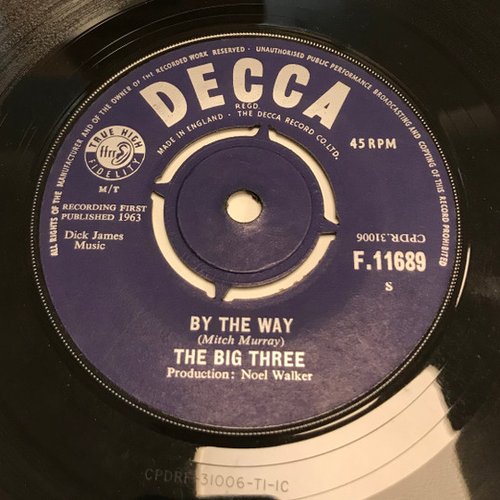 ALL RIGHTS OF THE MANUFACTURER AND OF THE OWNER OF THE RECORDED WORK RESERVED · UNAUTHORISED PUBLIC PERFORMANCE, BROADCASTING AND COPYING OF THIS RECORD PROHIBITED
DECCA
REGD.
MADE IN ENGLAND · THE DECCA RECORD CO. LTD.
TRUE HIGH FIDELITY
ffrr
M/T
45 RPM
RECORDING FIRST
PUBLISHED 1963
Dick James
Music
CPDR.31006
F.11689
S
BY THE WAY
(Mitch Murray)
THE BIG THREE
Production: Noel Walker
CPDRF-31006-T1-1C